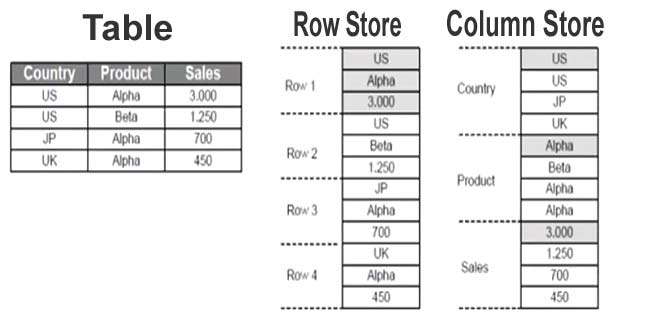 Table
Country Product Sales
US Alpha 3.000
US Beta 1.250
JP Alpha 700
UK Alpha 450
Row Store
Row 1
US
Alpha
3.000
Row 2
US
Beta
1.250
Row 3
JP
Alpha
700
Row 4
UK
Alpha
450
Column Store
Country
US
US
JP
UK
Product
Alpha
Beta
Alpha
Alpha
Sales
3.000
1.250
700
450